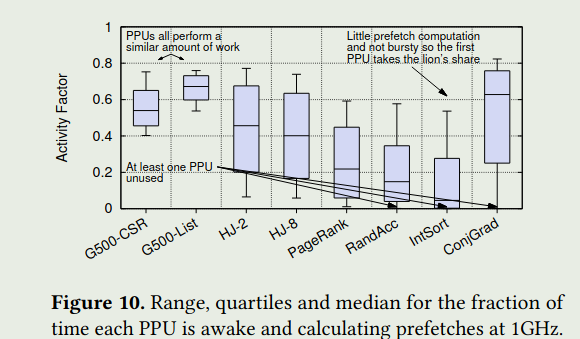 1
0.8
0.6
0.4
0.2
0
Activity Factor
PPUs all perform a
similar amount of work
Little prefetch computation
and not bursty so the first
PPU takes the lion's share
At least one PPU
unused
G500-CSR
G500-List
HJ-2
HJ-8
PageRank
RandAcc
IntSort
ConjGrad
Figure 10. Range, quartiles and median for the fraction of
time each PPU is awake and calculating prefetches at 1GHz.